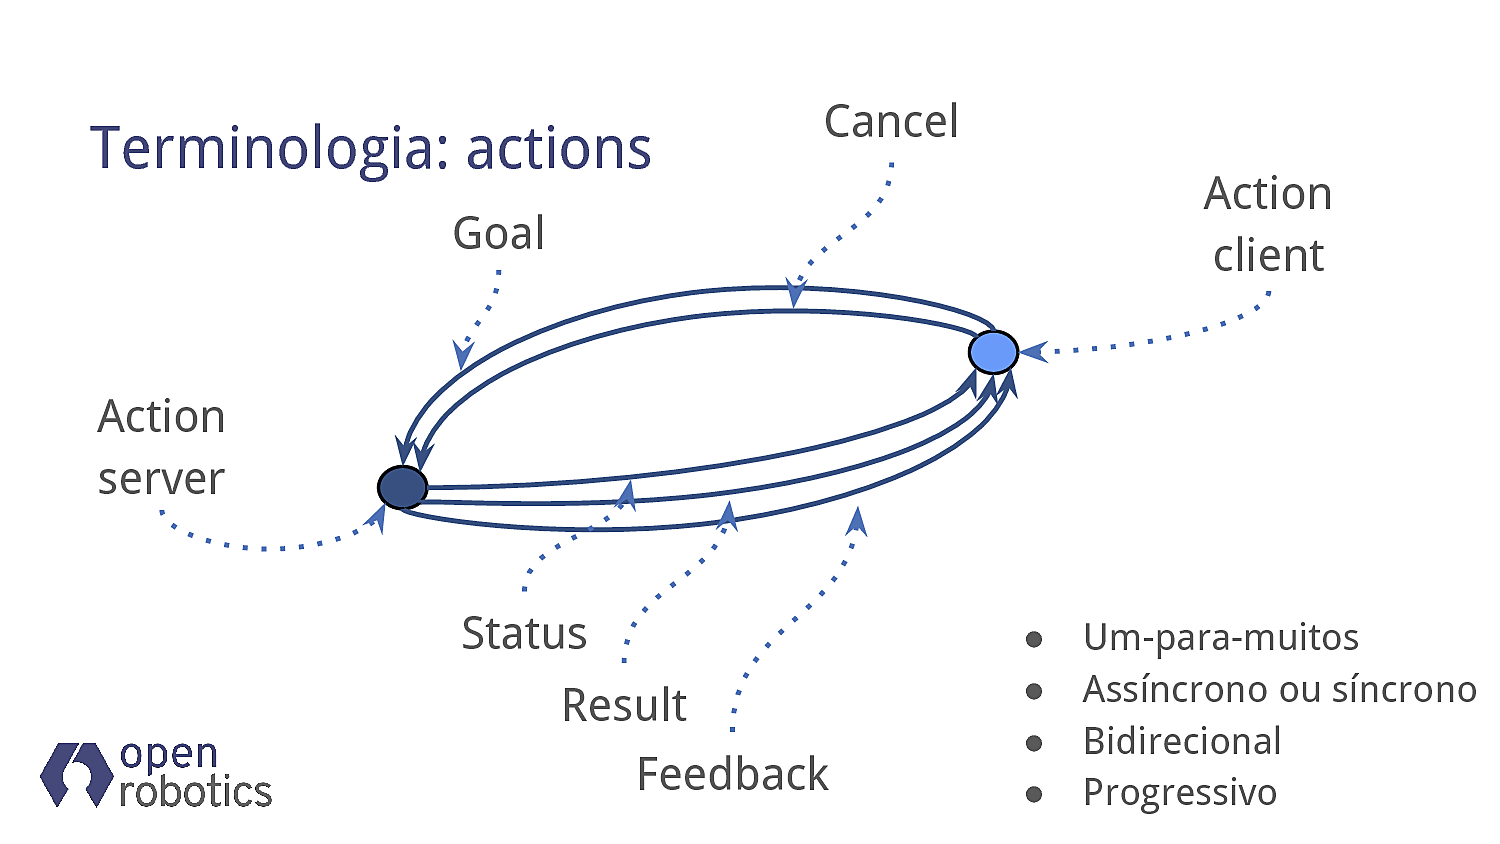 Terminologia: actions
Cancel
Goal
Action
client
Action
server
Status
Result
Feedback
● Um-para-muitos
● Assíncrono ou síncrono
● Bidirecional
● Progressivo
open
robotics